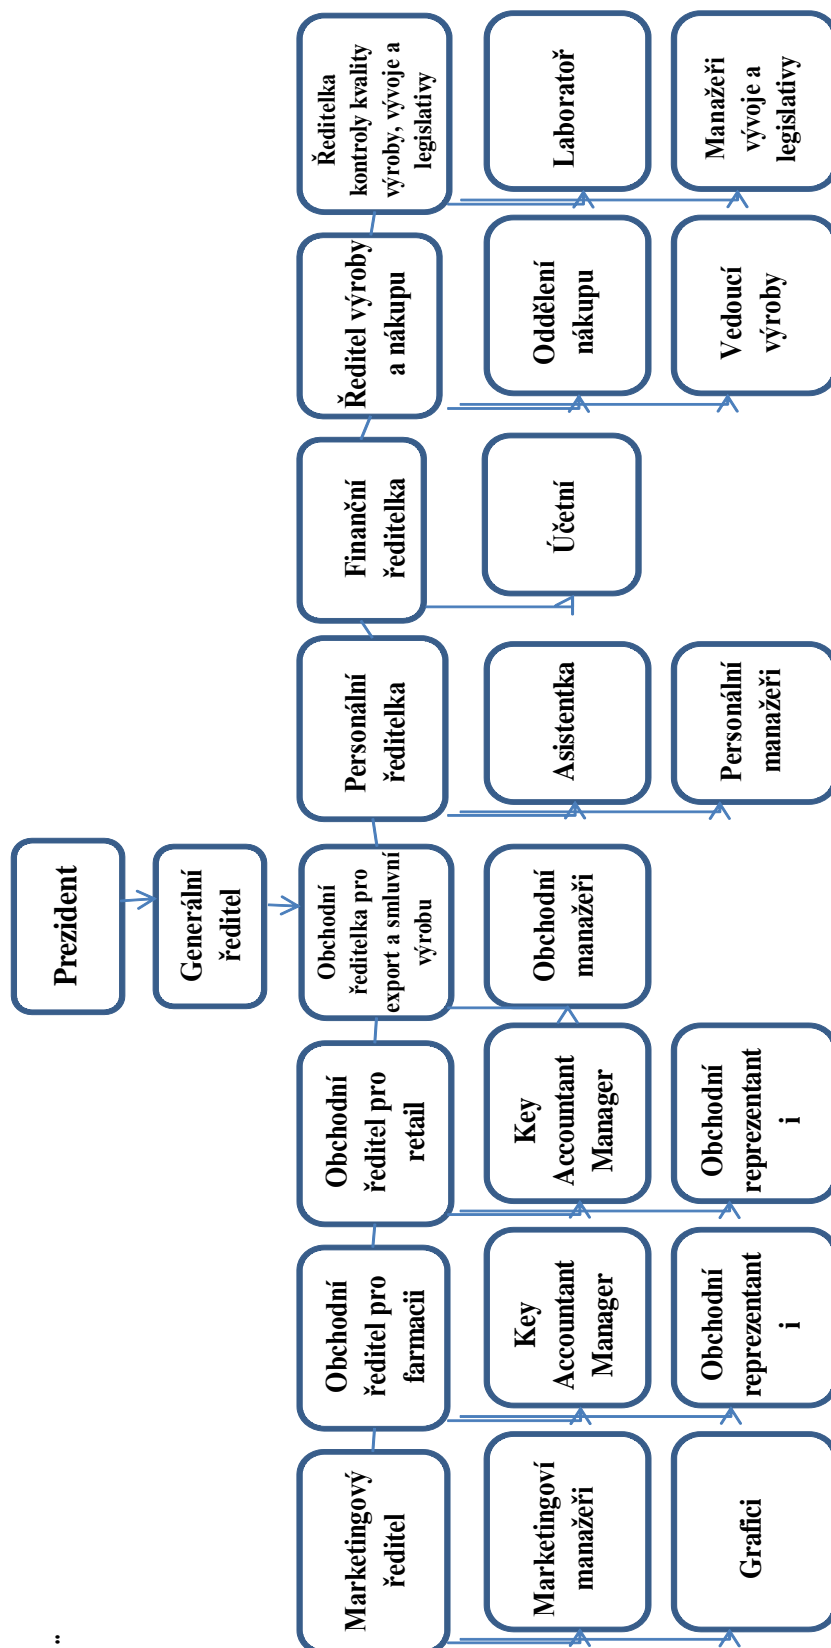 Prezident
Generální
ředitel
Marketingový
ředitel
Obchodní
ředitel pro
farmacii
Obchodní
ředitel pro
retail
Obchodní
ředitelka pro
export a smluvní
výrobu
Personální
ředitelka
Finanční
ředitelka
Ředitel výroby
a nákupu
Ředitelka
kontroly kvality
výroby, vývoje a
legislativy
Marketingoví
manažeři
Key
Accountant
Manager
Key
Accountant
Manager
Obchodní
manažeři
Asistentka
Účetní
Oddělení
nákupu
Laboratoř
Grafici
Obchodní
reprezentant
i
Obchodní
reprezentant
i
Personální
manažeři
Vedoucí
výroby
Manažeři
vývoje a
legislativy